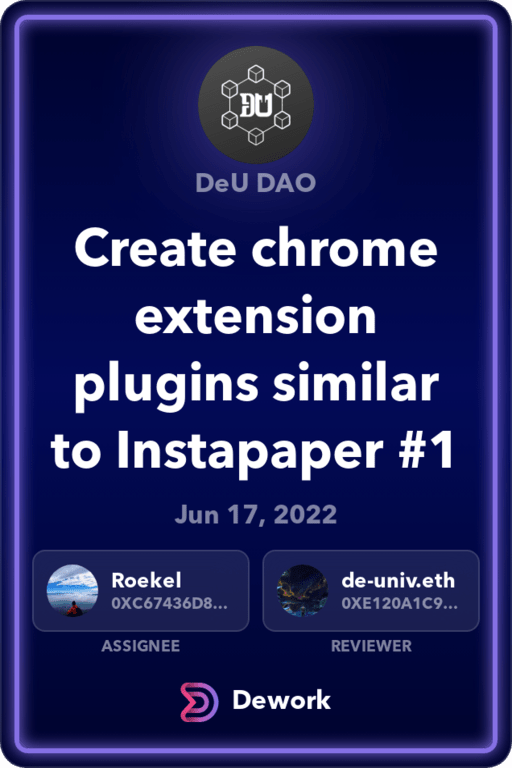 DU
DeU DAO
Create chrome
extension
plugins similar
to Instapaper #1
Jun 17, 2022
Roekel
0XC67436D8...
ASSIGNEE
de-univ.eth
0XE120A1C9...
REVIEWER
Dework